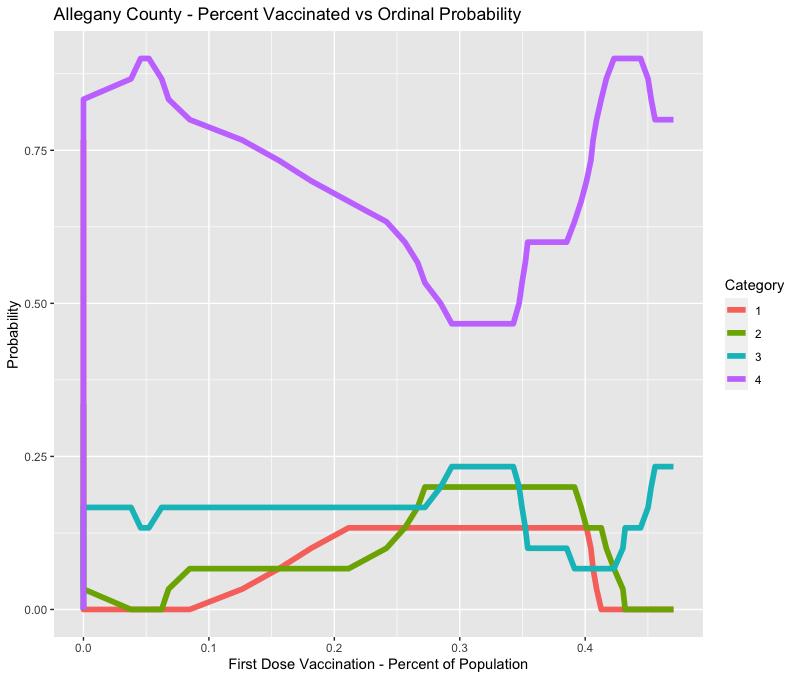 Allegany County - Percent Vaccinated vs Ordinal Probability
Probability
0.75
0.50
0.25
0.00
0.0 0.1 0.2 0.3 0.4
First Dose Vaccination - Percent of Population
Category
1
2
3
4